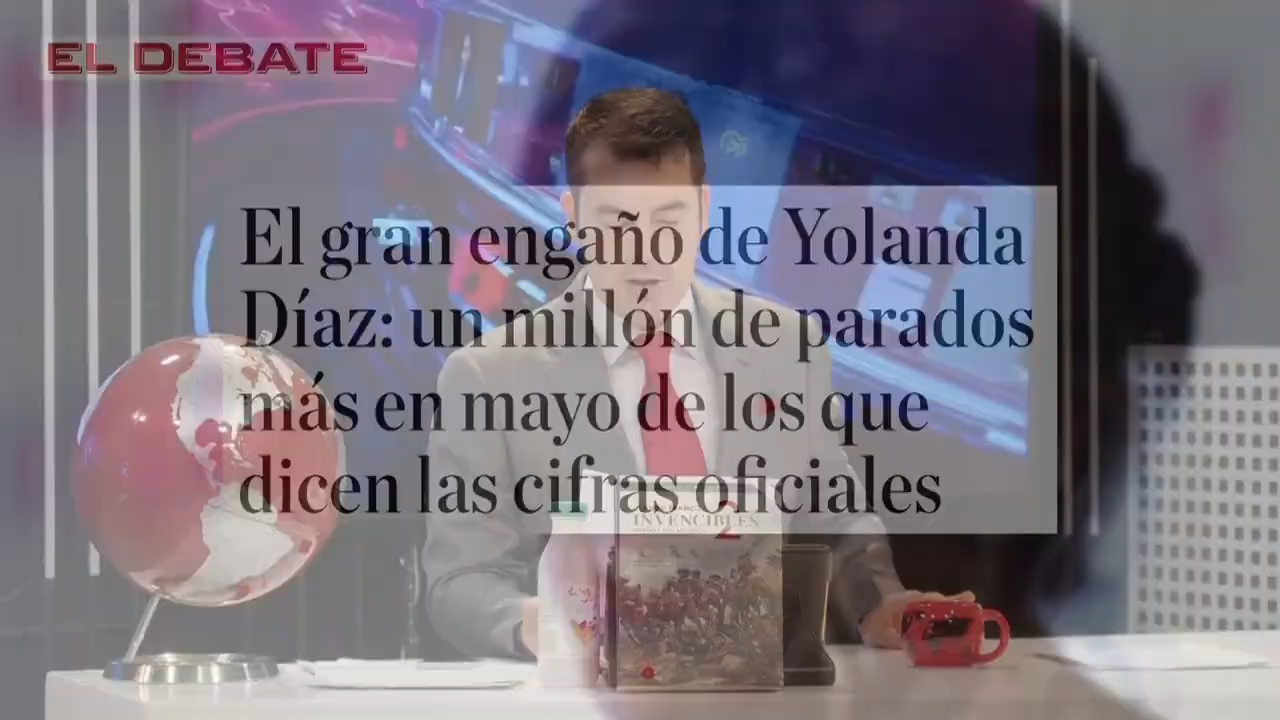 EL DEBATE
El gran engaño de Yolanda
Díaz: un millón de parados
más en mayo de los que
dicen las cifras oficiales
2
INVENCIBLES